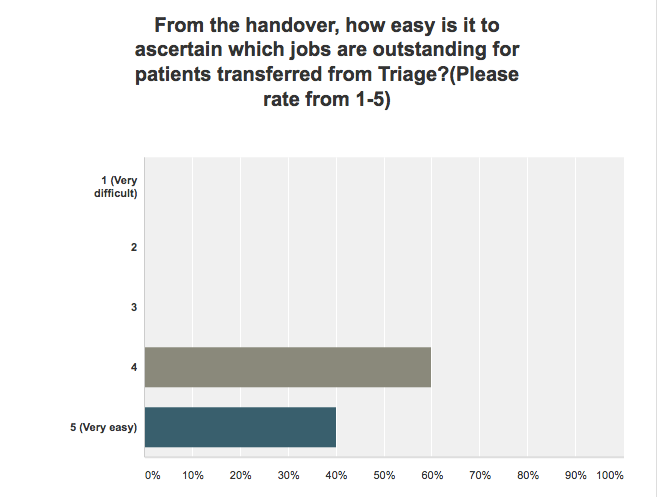 From the handover, how easy is it to
ascertain which jobs are outstanding for
patients transferred from Triage?(Please
rate from 1-5)
1 (Very
difficult)
2
3
4
5 (Very easy)
0% 10% 20% 30% 40% 50% 60% 70% 80% 90% 100%